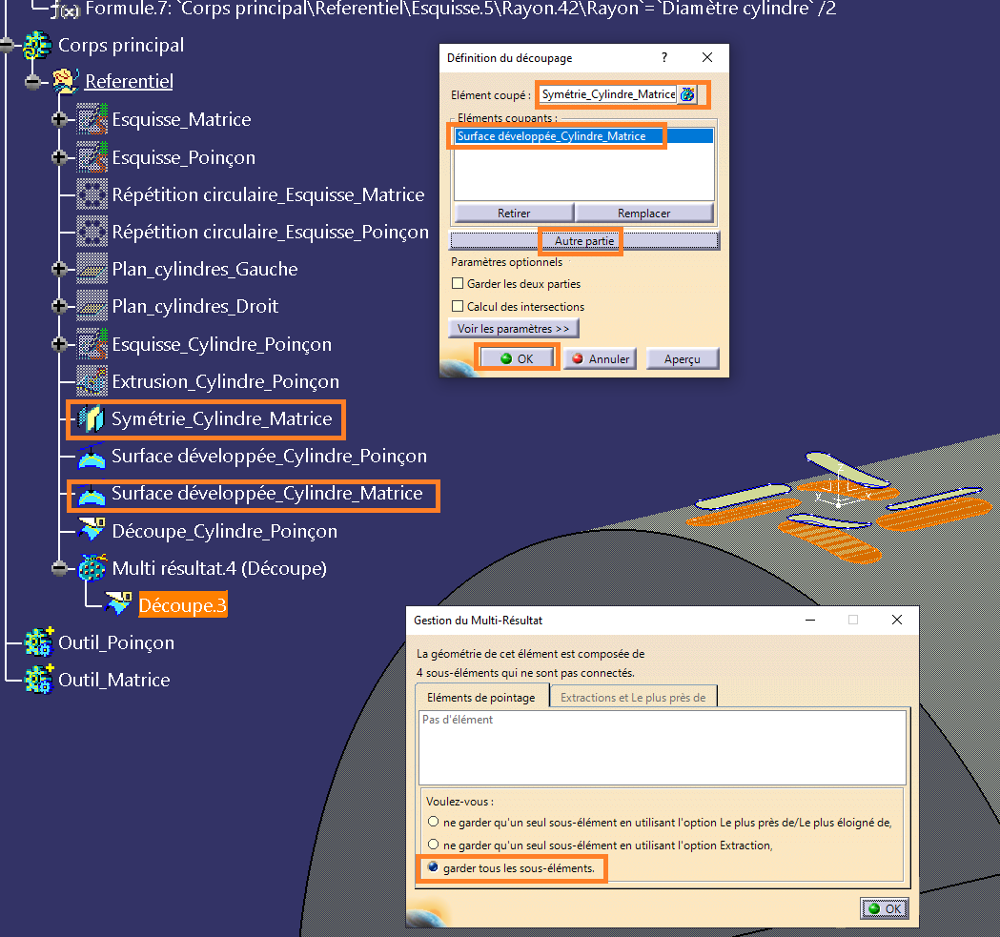 Formule.7: `Corps principal\Referentiel\Esquisse.5\Rayon.42\Rayon`=`Diamètre cylindre` /2
Corps principal
Referentiel
Esquisse_Matrice
Esquisse_Poinçon
Répétition circulaire_Esquisse_Matrice
Répétition circulaire_Esquisse_Poinçon
Plan_cylindres_Gauche
Plan_cylindres_Droit
Esquisse_Cylindre_Poinçon
Extrusion_Cylindre_Poinçon
Symétrie_Cylindre_Matrice
Surface développée_Cylindre_Poinçon
Surface développée_Cylindre_Matrice
Découpe_Cylindre_Poinçon
Multi résultat.4 (Découpe)
Découpe.3
Outil_Poinçon
Outil_Matrice
Définition du découpage
Elément coupé : Symétrie_Cylindre_Matrice
Eléments coupants :
Surface développée_Cylindre_Matrice
Retirer Remplacer
Autre partie
Paramètres optionnels
Garder les deux parties
Calcul des intersections
Voir les paramètres >>
OK Annuler Aperçu
Gestion du Multi-Résultat
La géométrie de cet élément est composée de
4 sous-éléments qui ne sont pas connectés.
Eléments de pointage Extractions et Le plus près de
Pas d'élément
Voulez-vous :
ne garder qu'un seul sous-élément en utilisant l'option Le plus près de/Le plus éloigné de,
ne garder qu'un seul sous-élément en utilisant l'option Extraction,
garder tous les sous-éléments.
OK